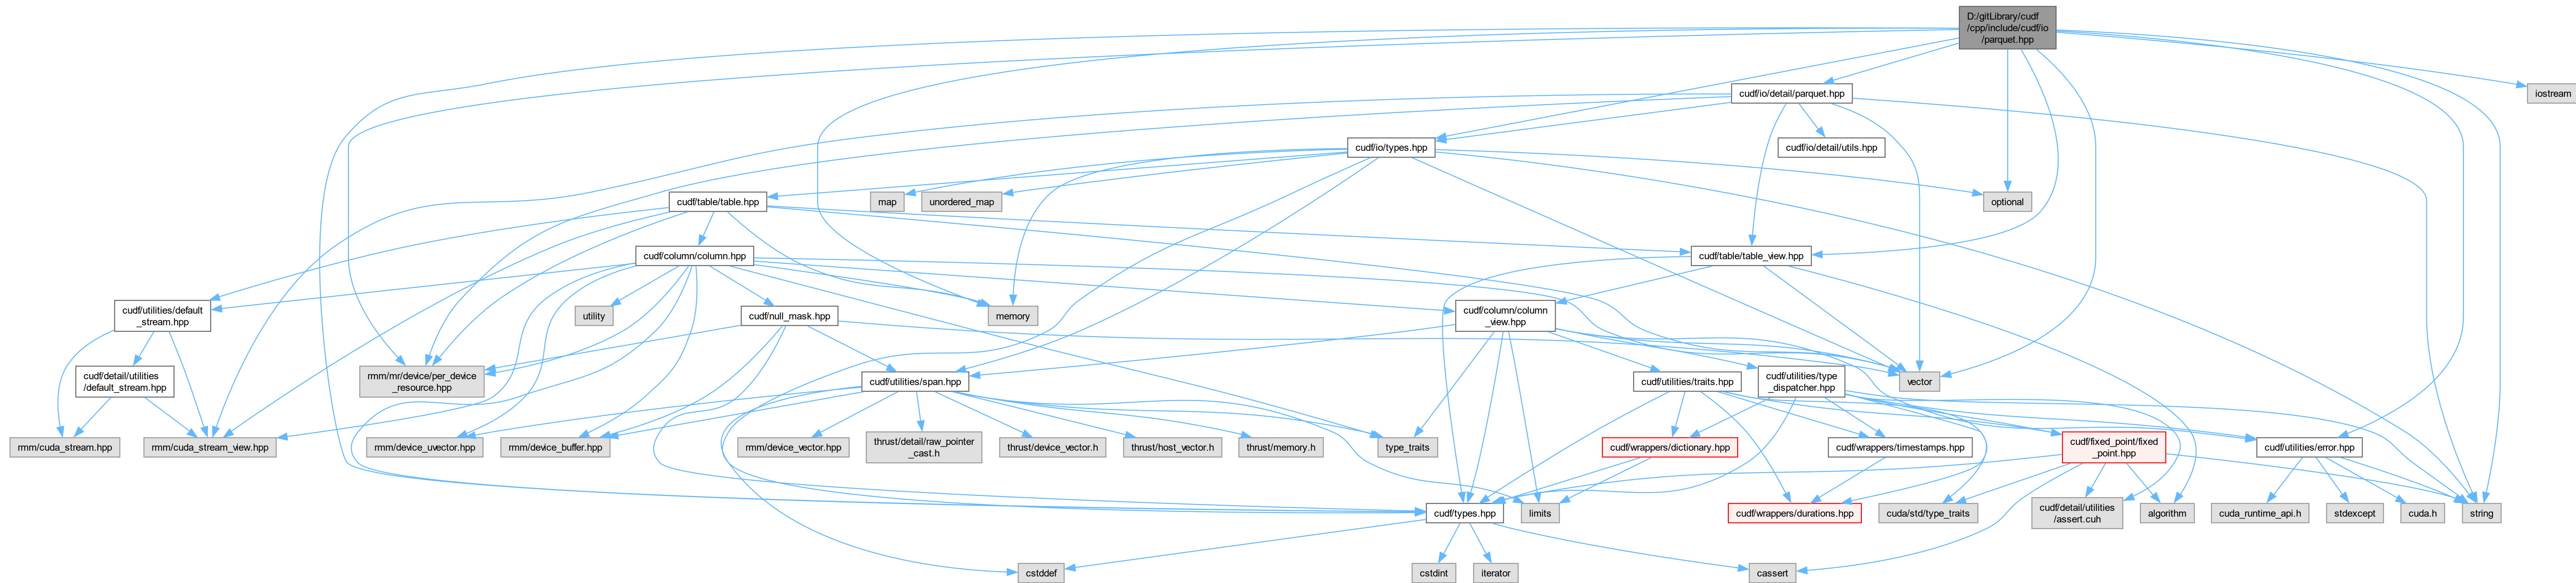 D:/gitLibrary/cudf
/cpp/include/cudf/io
/parquet.hpp
cudf/io/detail/parquet.hpp
iostream
cudf/io/types.hpp
cudf/io/detail/utils.hpp
cudf/table/table.hpp
map
unordered_map
optional
cudf/column/column.hpp
cudf/table/table_view.hpp
cudf/utilities/default
_stream.hpp
utility
cudf/null_mask.hpp
memory
cudf/column/column
_view.hpp
cudf/detail/utilities
/default_stream.hpp
rmm/mr/device/per_device
_resource.hpp
cudf/utilities/span.hpp
cudf/utilities/traits.hpp
cudf/utilities/type
_dispatcher.hpp
vector
rmm/cuda_stream.hpp
rmm/cuda_stream_view.hpp
rmm/device_uvector.hpp
rmm/device_buffer.hpp
rmm/device_vector.hpp
thrust/detail/raw_pointer
_cast.h
thrust/device_vector.h
thrust/host_vector.h
thrust/memory.h
type_traits
cudf/wrappers/dictionary.hpp
cudf/wrappers/timestamps.hpp
cudf/fixed_point/fixed
_point.hpp
cudf/utilities/error.hpp
cudf/types.hpp
limits
cudf/wrappers/durations.hpp
cuda/std/type_traits
cudf/detail/utilities
/assert.cuh
algorithm
cuda_runtime_api.h
stdexcept
cuda.h
string
cstddef
cstdint
iterator
cassert